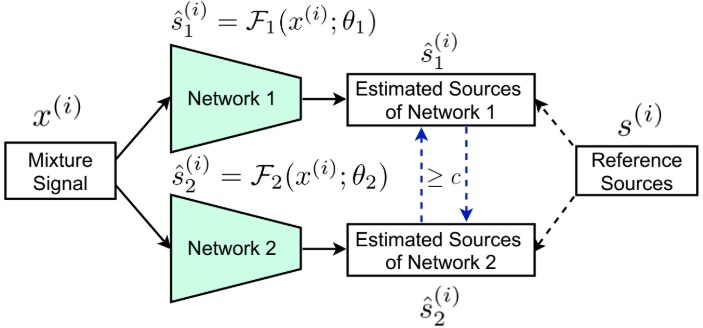 ŝ₁⁽ⁱ⁾ = ℱ₁(x⁽ⁱ⁾; θ₁)
ŝ₁⁽ⁱ⁾
x⁽ⁱ⁾
Network 1
Estimated Sources
of Network 1
s⁽ⁱ⁾
Mixture
Signal
ŝ₂⁽ⁱ⁾ = ℱ₂(x⁽ⁱ⁾; θ₂)
≥ c
Reference
Sources
Network 2
Estimated Sources
of Network 2
ŝ₂⁽ⁱ⁾